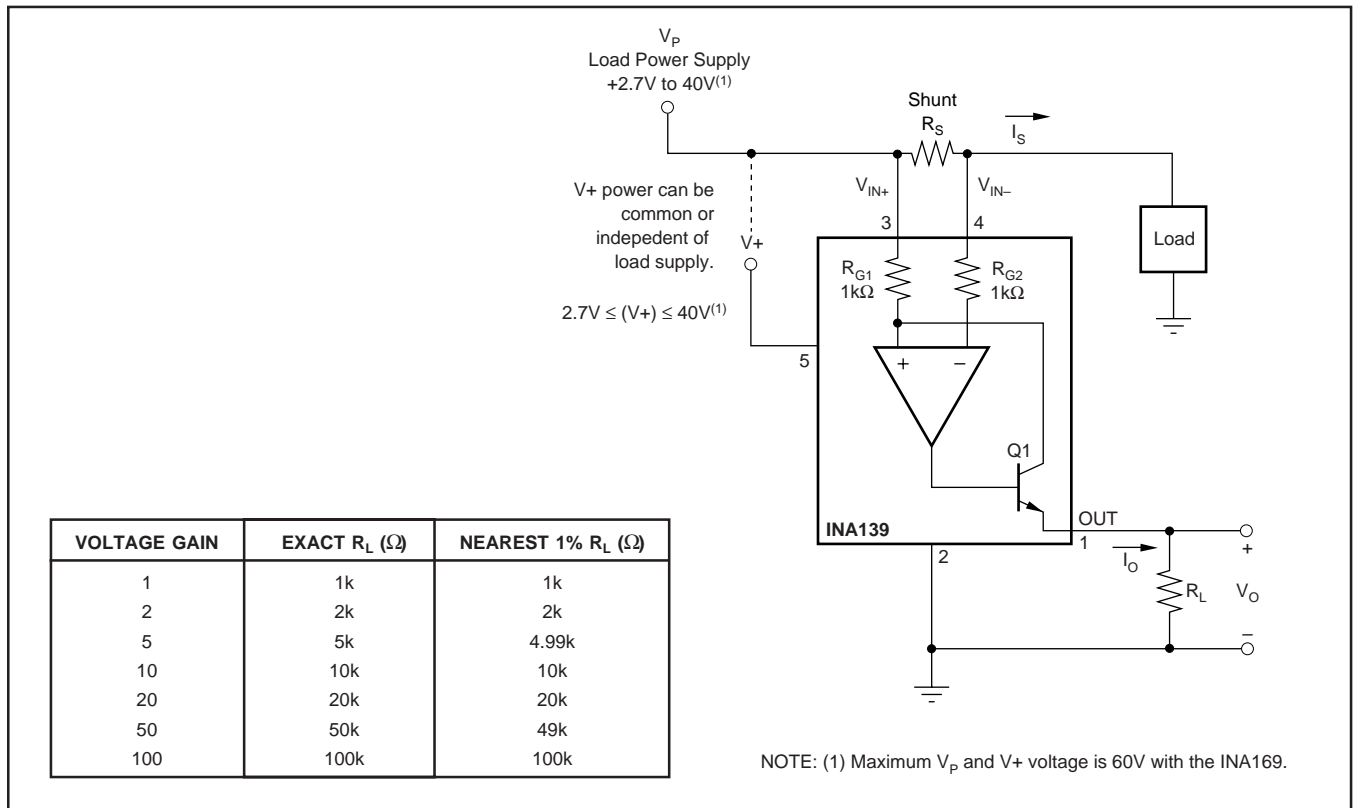 V_P
Load Power Supply
+2.7V to 40V(1)
Shunt
R_S
I_S
V_IN+
V_IN–
3
4
V+ power can be
common or
indepedent of
load supply.
V+
2.7V ≤ (V+) ≤ 40V(1)
5
R_G1
1kΩ
R_G2
1kΩ
Load
+
–
Q1
INA139
OUT
1
2
I_O
R_L
+
V_O
–
VOLTAGE GAIN EXACT R_L (Ω) NEAREST 1% R_L (Ω)
1 1k 1k
2 2k 2k
5 5k 4.99k
10 10k 10k
20 20k 20k
50 50k 49k
100 100k 100k
NOTE: (1) Maximum V_P and V+ voltage is 60V with the INA169.